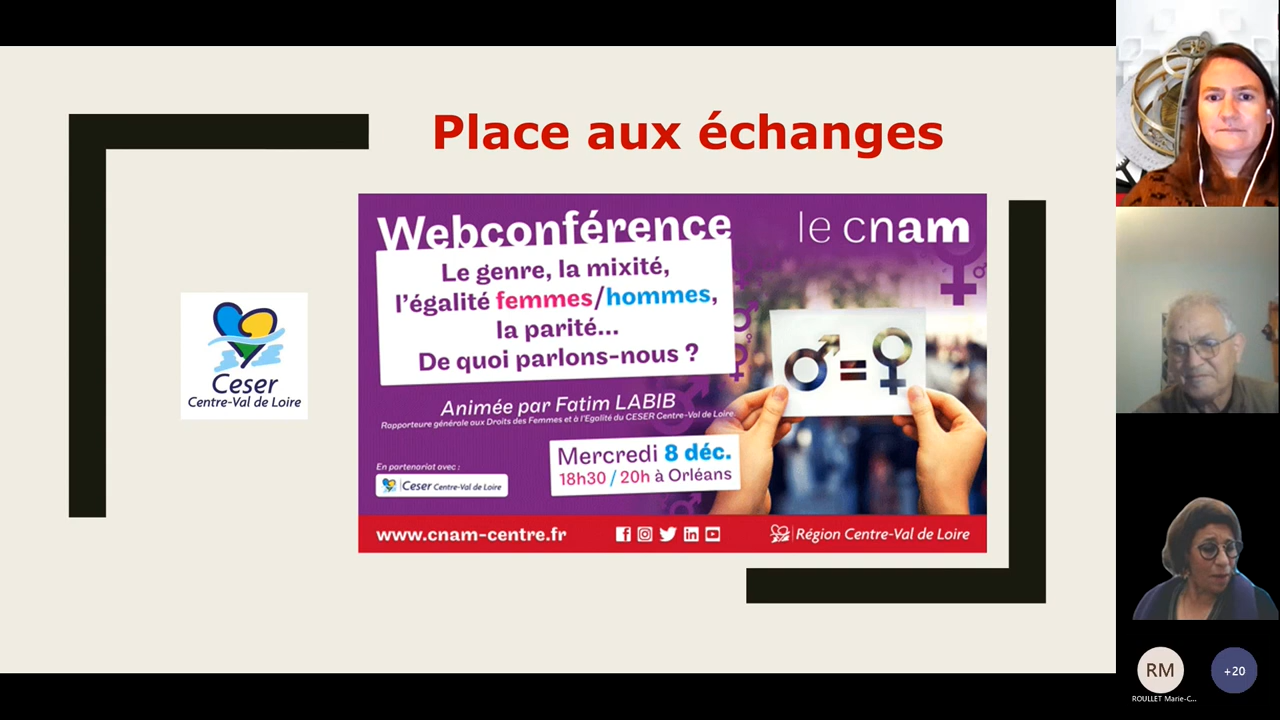 Place aux échanges
Webconférence
le cnam
Le genre, la mixité,
l'égalité femmes/hommes,
la parité...
De quoi parlons-nous ?
Animée par Fatim LABIB
Rapporteure générale aux Droits des Femmes et à l'Egalité du CESER Centre-Val de Loire.
Mercredi 8 déc.
18h30 / 20h à Orléans
En partenariat avec :
Ceser Centre-Val de Loire
www.cnam-centre.fr
Région Centre-Val de Loire
Ceser
Centre-Val de Loire
RM
+20
ROULLET Marie-C...